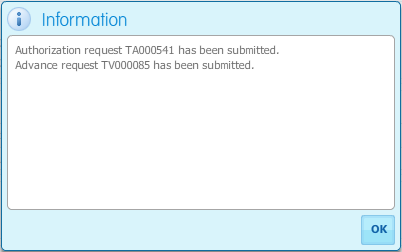 Information
Authorization request TA000541 has been submitted.
Advance request TV000085 has been submitted.
OK